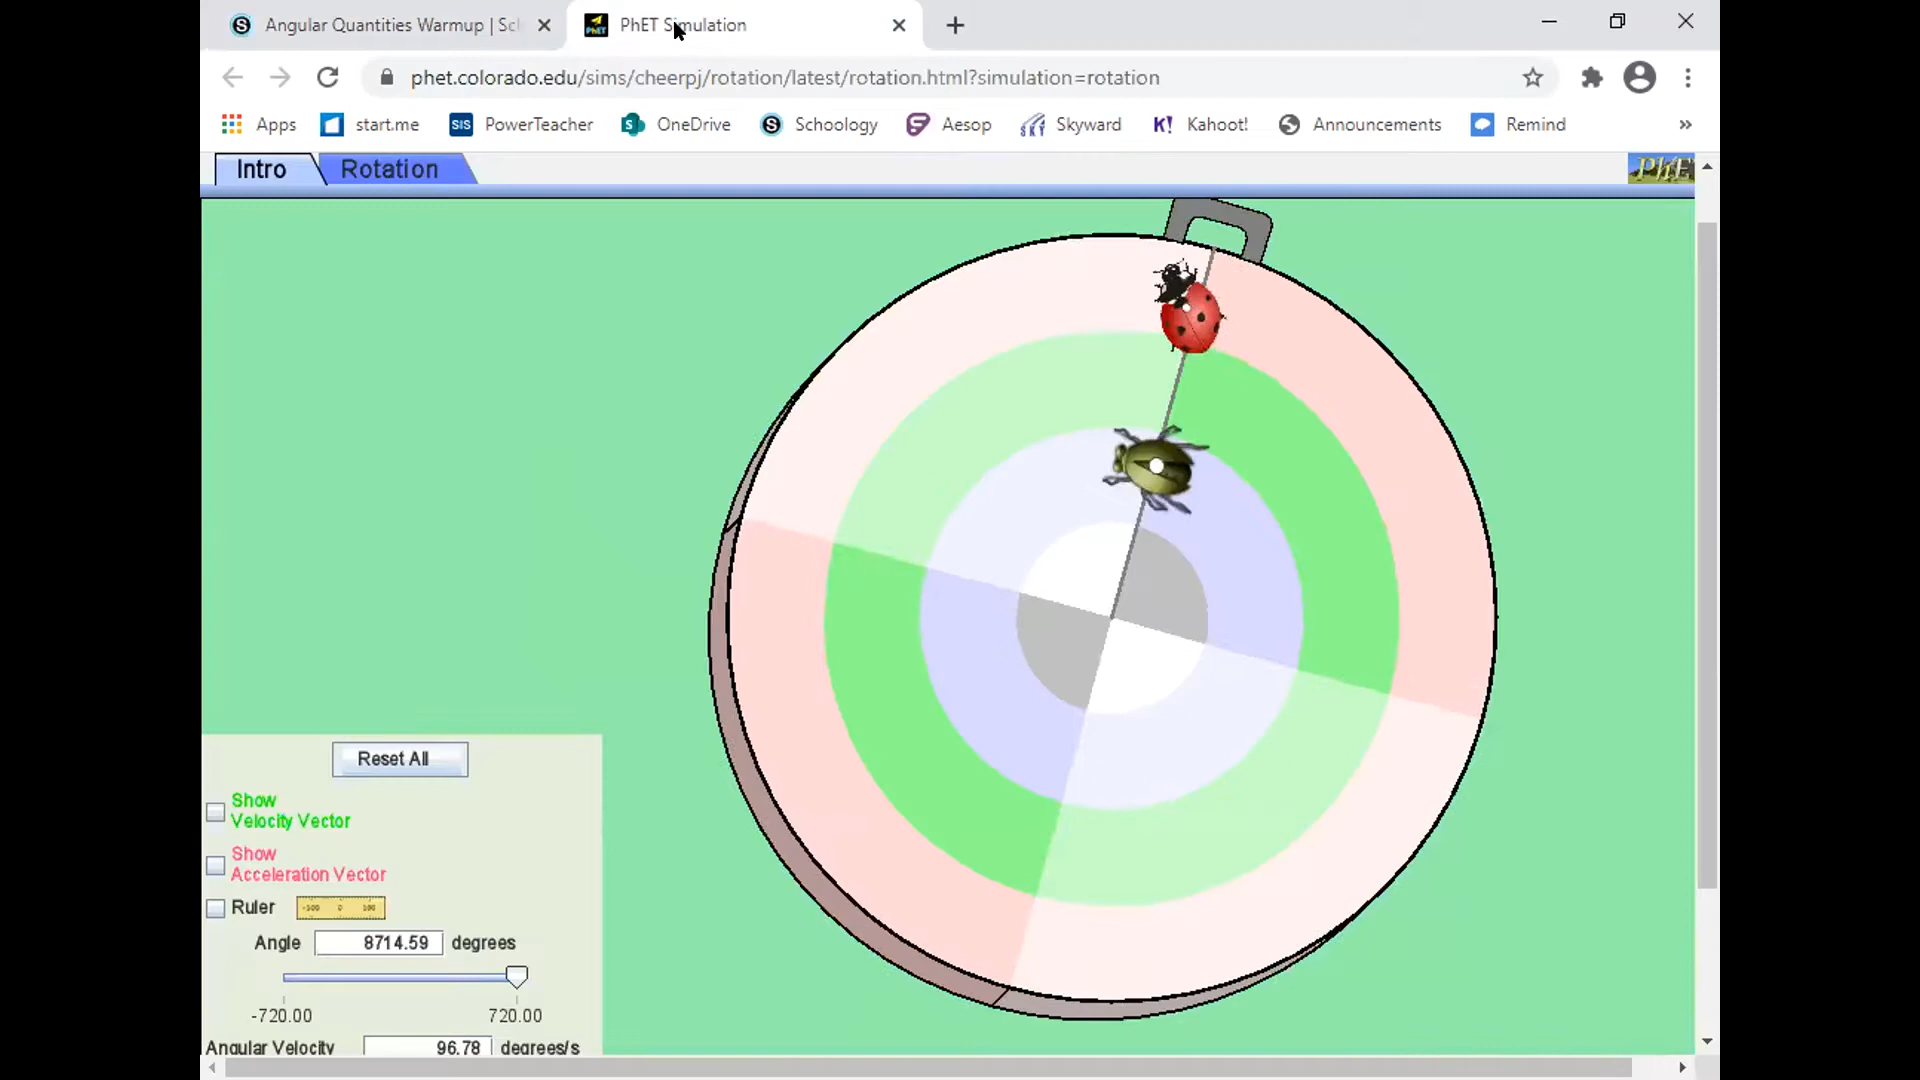 Angular Quantities Warmup | Sc
PhET Simulation
phet.colorado.edu/sims/cheerpj/rotation/latest/rotation.html?simulation=rotation
Apps start.me SIS PowerTeacher OneDrive Schoology Aesop Skyward K! Kahoot! Announcements Remind »
Intro Rotation
PhE
Reset All
Show
Velocity Vector
Show
Acceleration Vector
Ruler
Angle 8714.59 degrees
-720.00 720.00
Angular Velocity 96.78 degrees/s